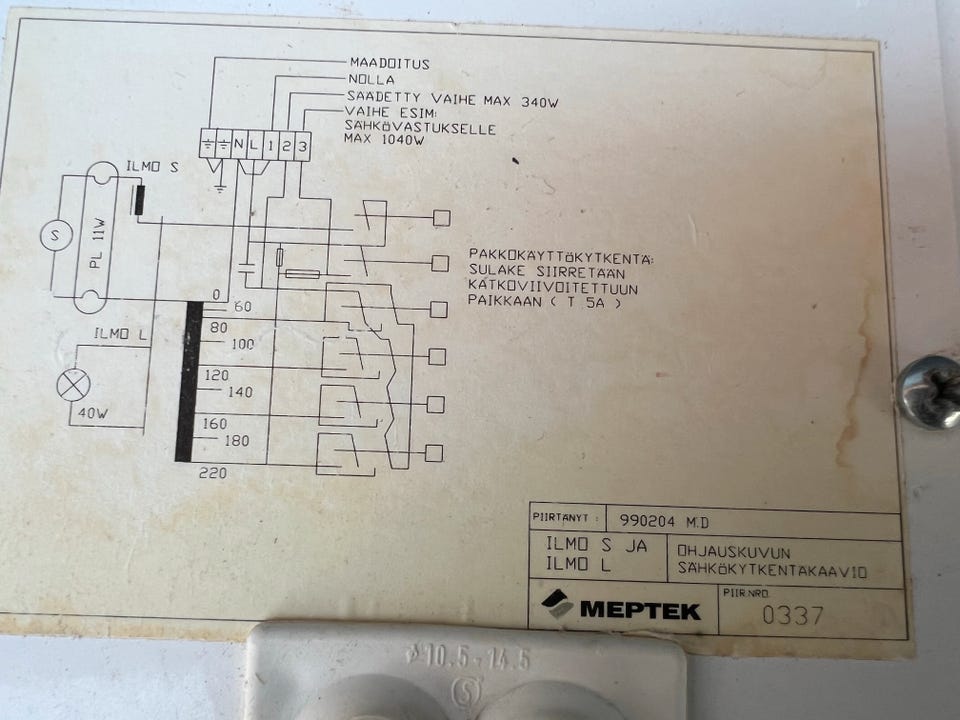 MAADOITUS
NOLLA
SÄÄDETTY VAIHE MAX 340W
VAIHE ESIM:
SÄHKÖVASTUKSELLE
MAX 1040W
N L 1 2 3
ILMO S
S
PL 11W
PAKKOKÄYTTÖKYTKENTÄ:
SULAKE SIIRRETÄÄN
KATKOVIIVOITETTUUN
PAIKKAAN ( T 5A )
0
60
80
100
120
140
160
180
220
ILMO L
40W
PIIRTÄNYT :
990204 M.D
ILMO S JA
ILMO L
OHJAUSKUVUN
SÄHKÖKYTKENTÄKAAVIO
MEPTEK
PIIR.NRO.
0337
10.5-14.5
S